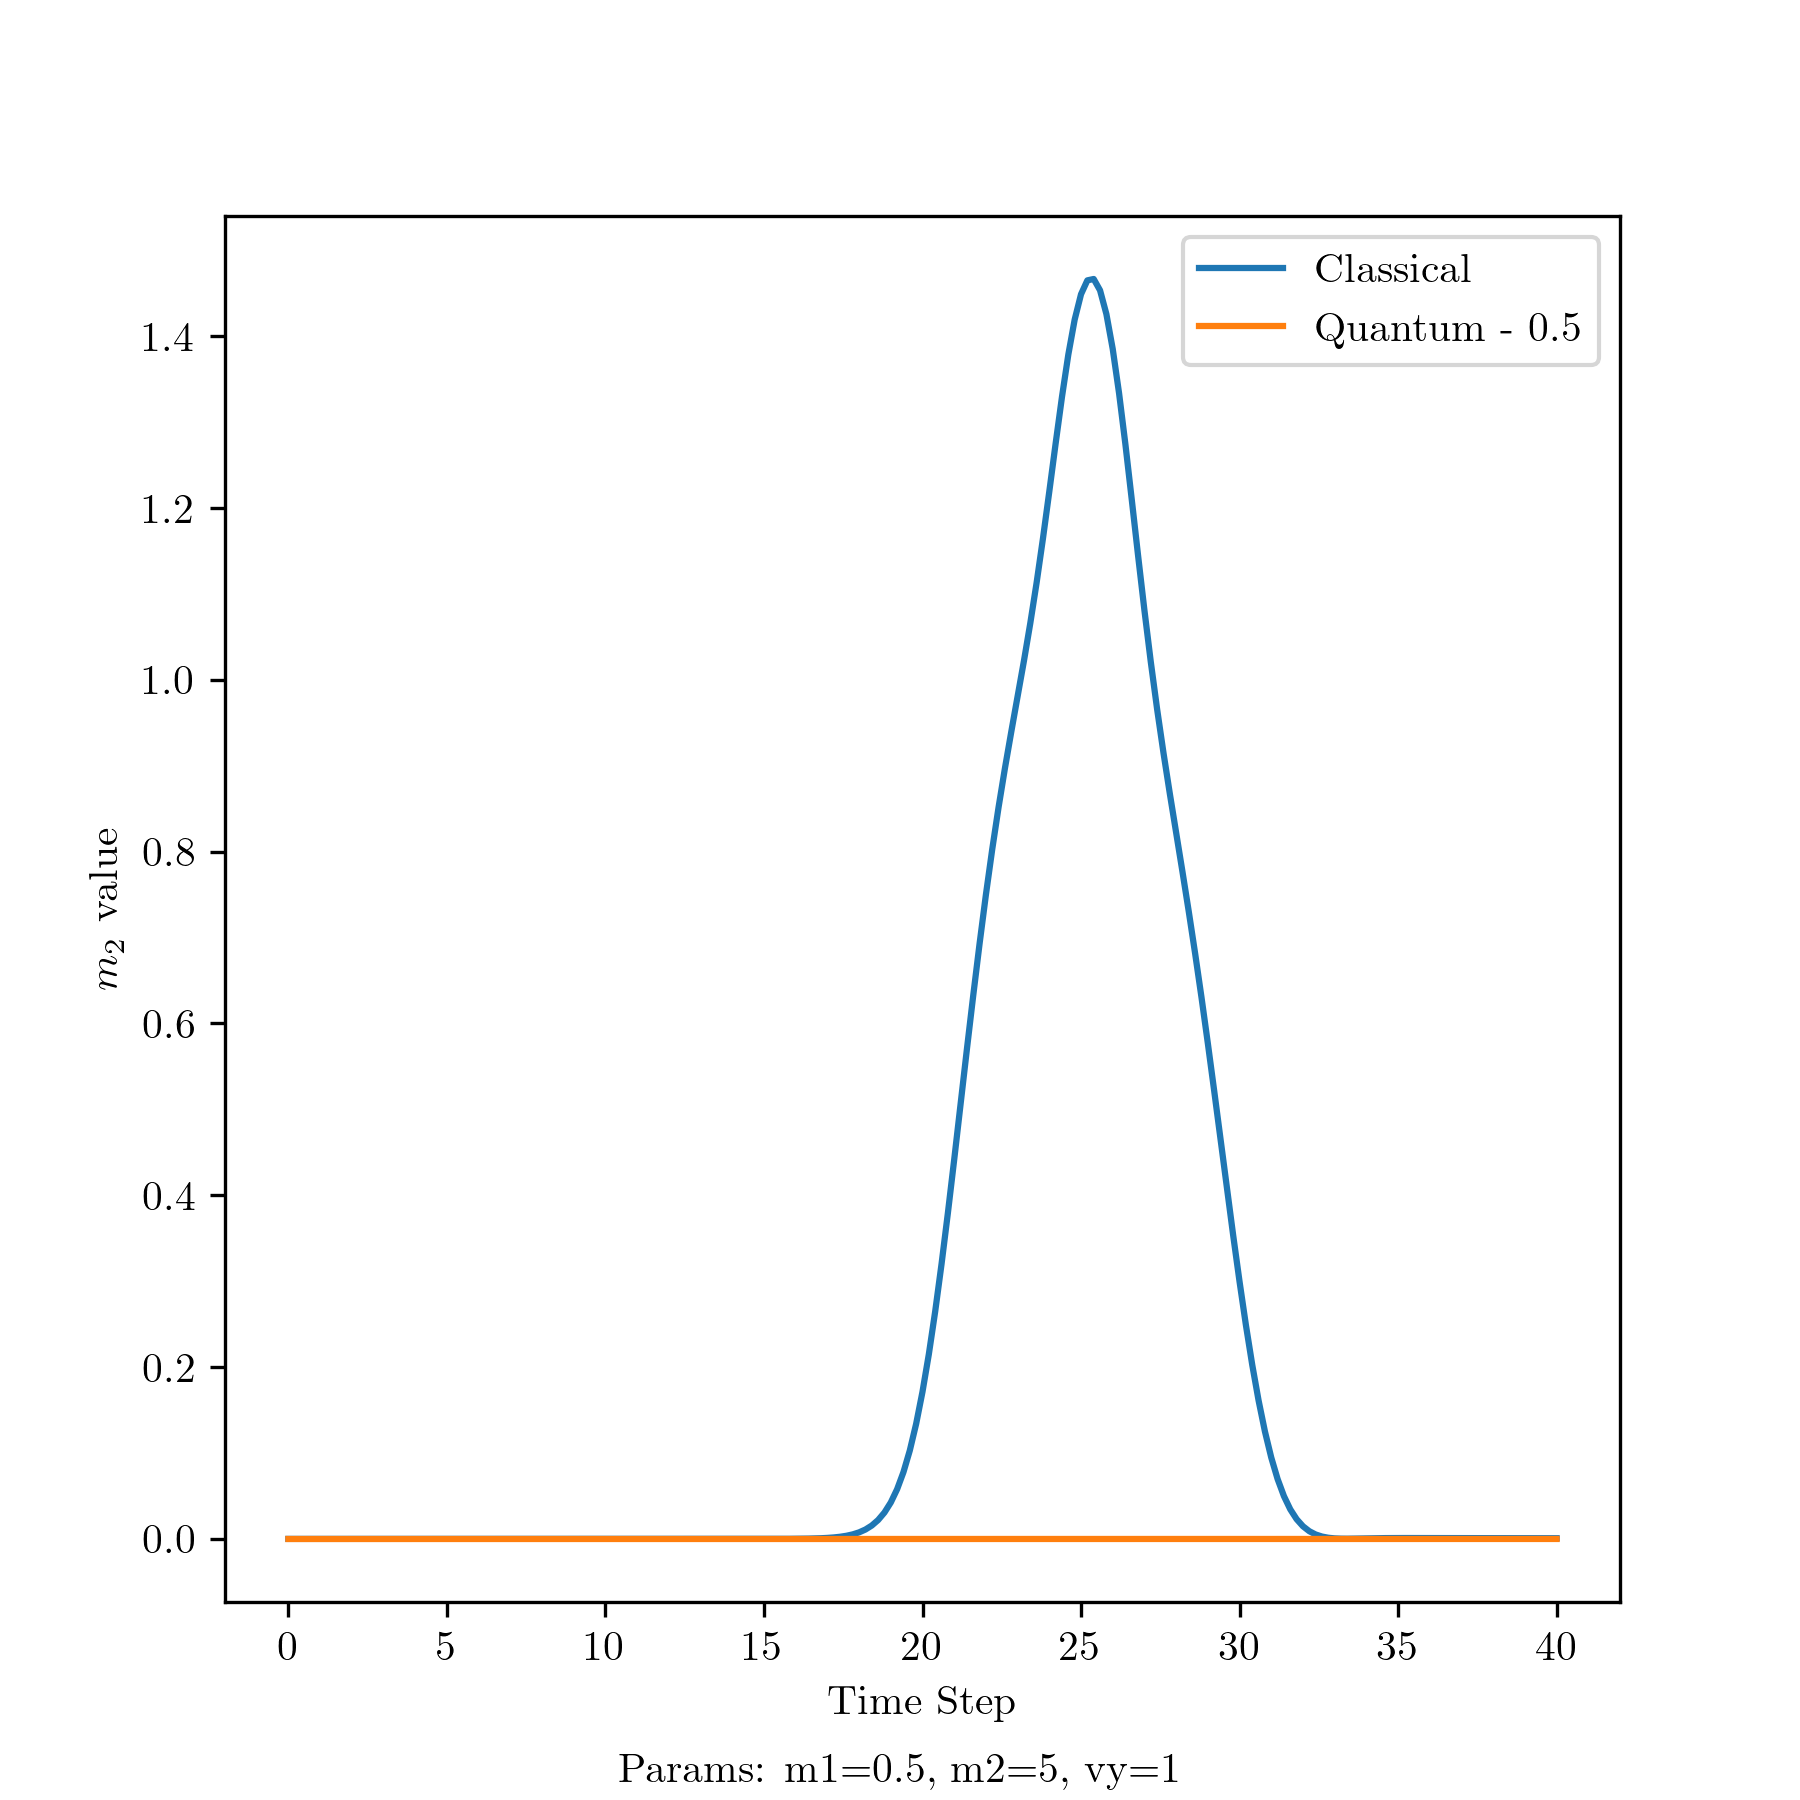 Classical
Quantum - 0.5
1.4
1.2
1.0
0.8
0.6
0.4
0.2
0.0
m₂ value
0 5 10 15 20 25 30 35 40
Time Step
Params: m1=0.5, m2=5, vy=1